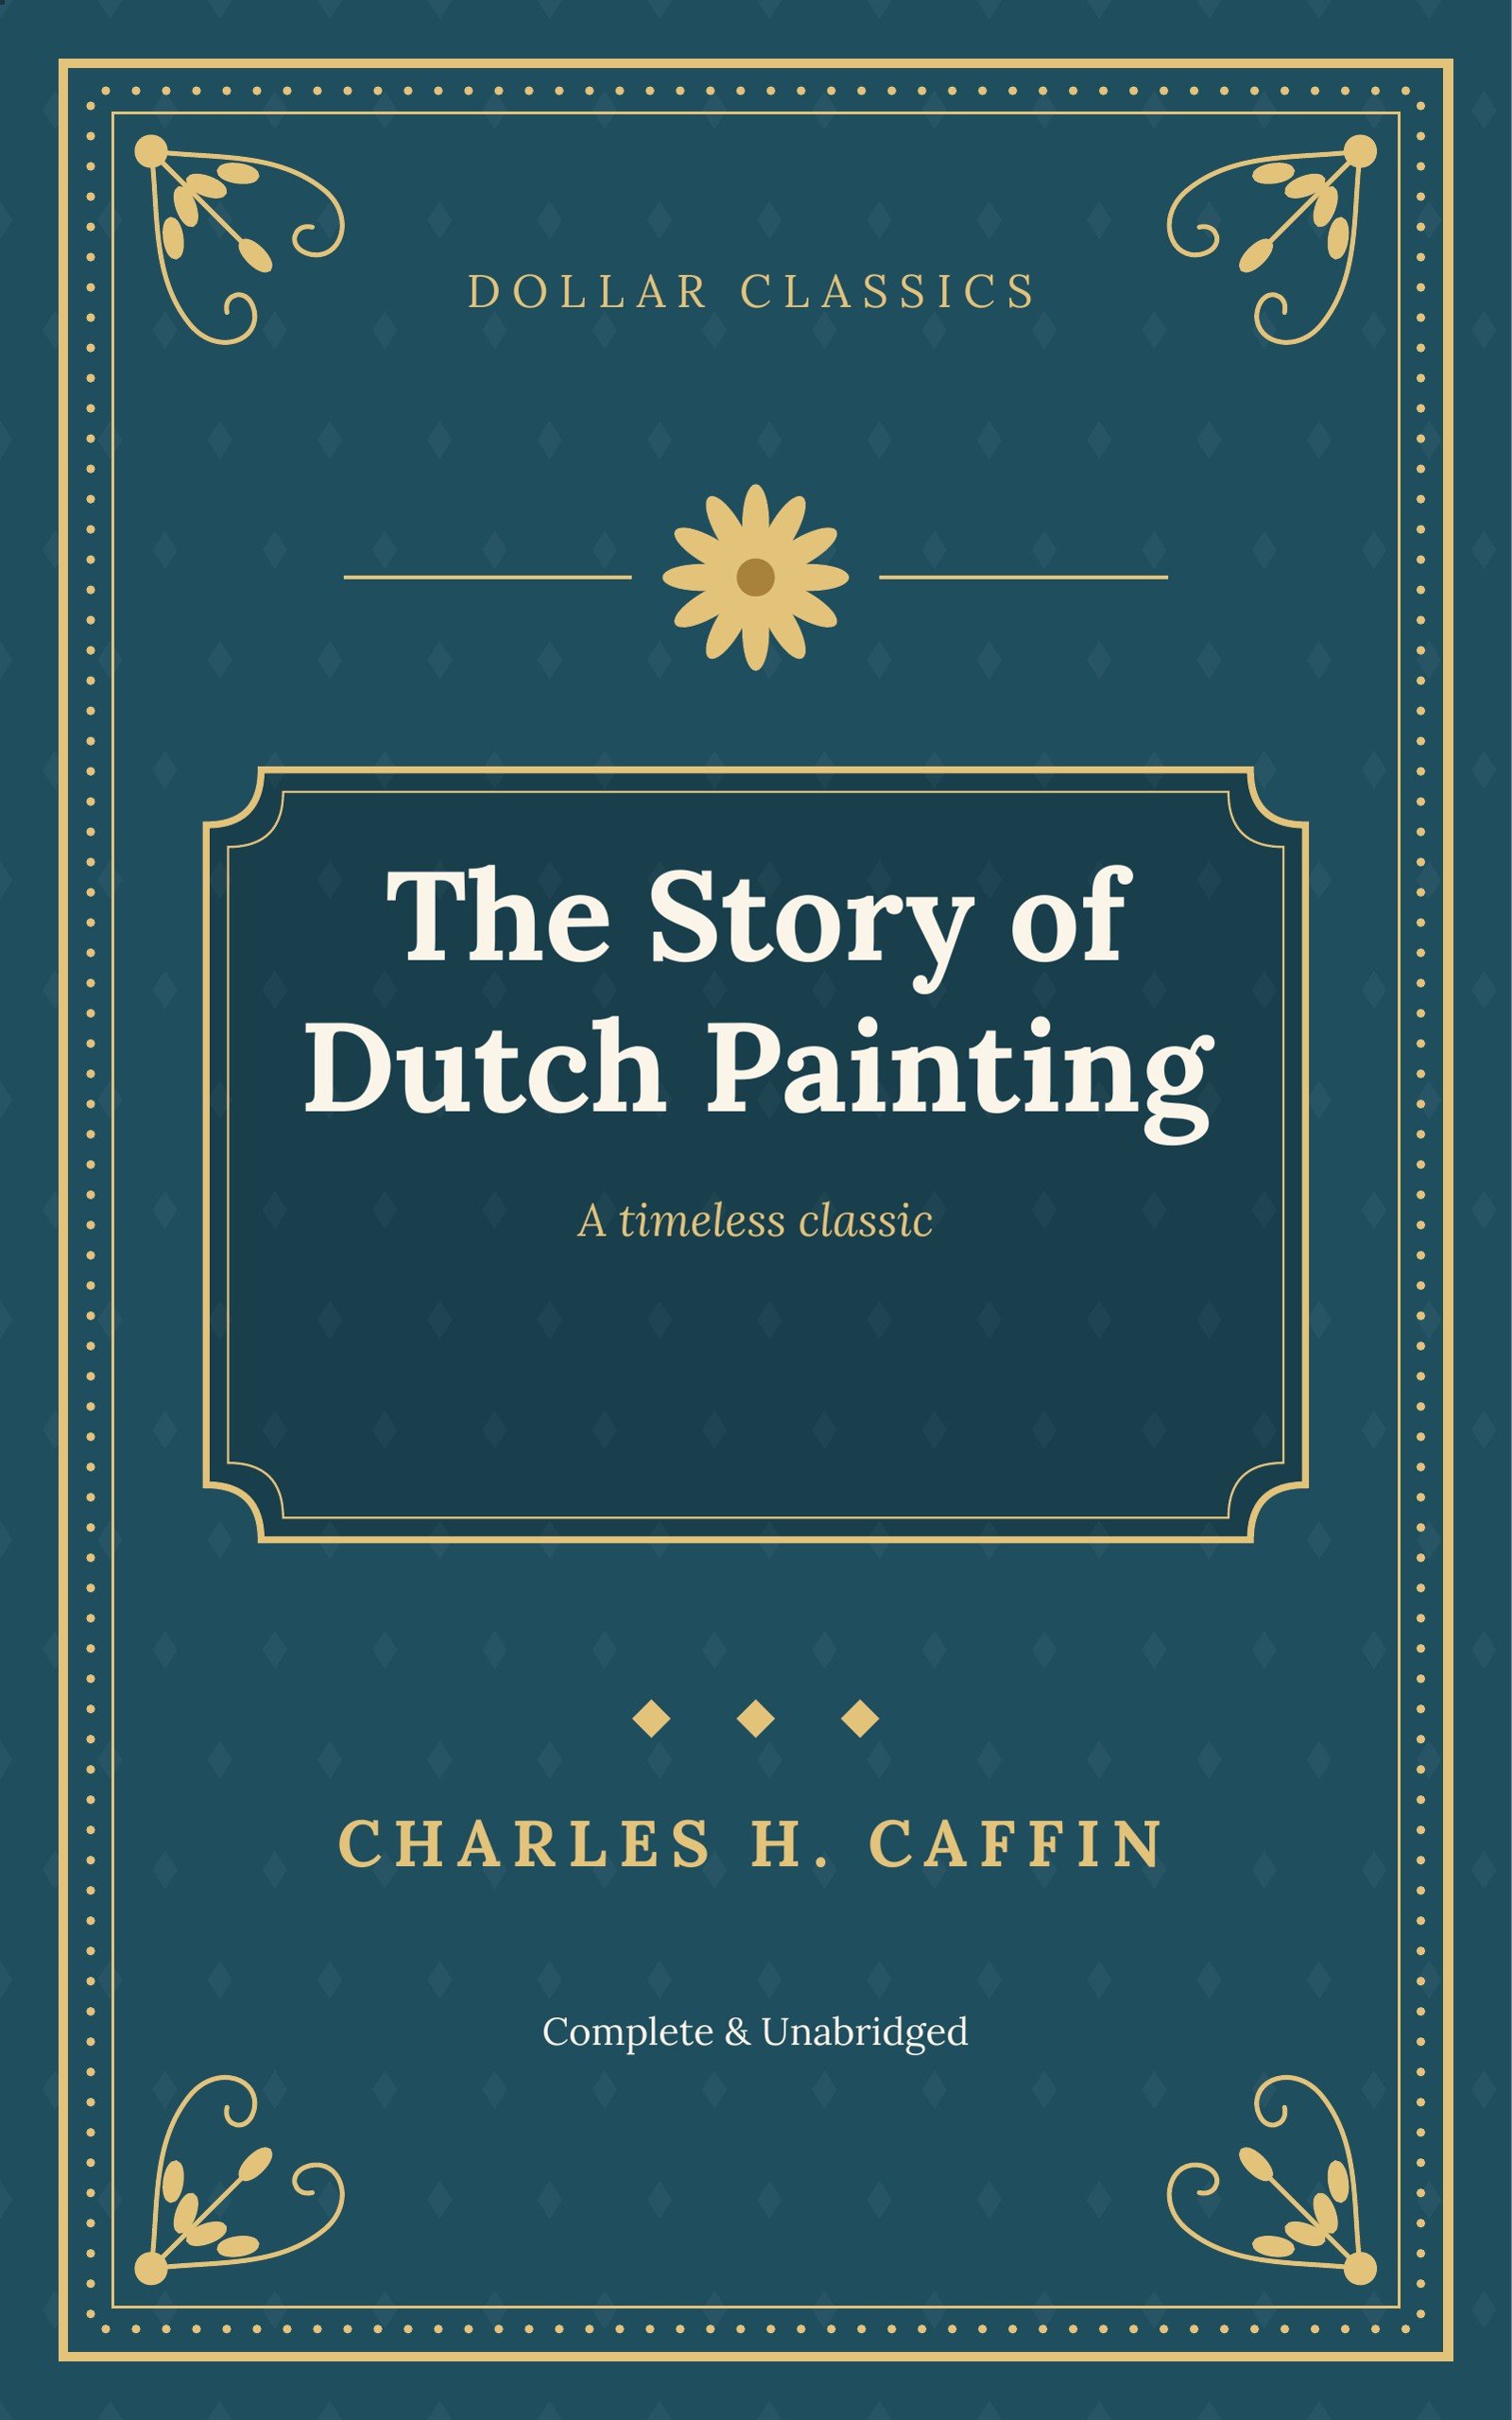 DOLLAR CLASSICS
The Story of
Dutch Painting
A timeless classic
CHARLES H. CAFFIN
Complete & Unabridged